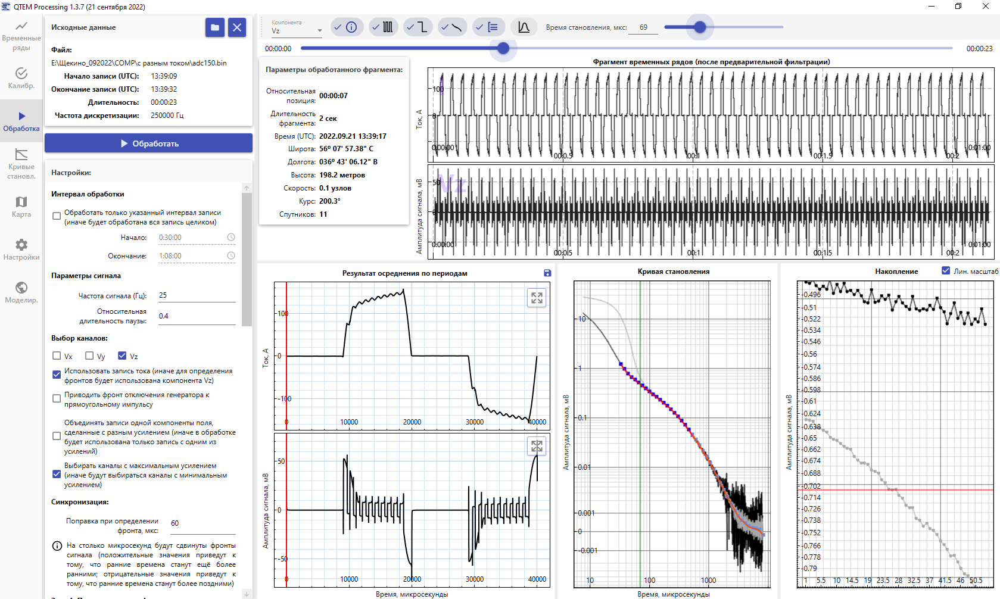 QTEM Processing 1.3.7 (21 сентября 2022)
Временные
ряды
Калибр.
Обработка
Кривые
становл.
Карта
Настройки
Моделир.
Исходные данные
Файл:
E:\Щекино_092022\COMP\с разным током\adc150.bin
Начало записи (UTC): 13:39:09
Окончание записи (UTC): 13:39:32
Длительность: 00:00:23
Частота дискретизации: 250000 Гц
Обработать
Настройки:
Интервал обработки
Обработать только указанный интервал записи
(иначе будет обработана вся запись целиком)
Начало: 0:30:00
Окончание: 1:08:00
Параметры сигнала
Частота сигнала (Гц): 25
Относительная
длительность паузы: 0.4
Выбор каналов:
Vx Vy Vz
Использовать запись тока (иначе для определения
фронтов будет использована компонента Vz)
Приводить фронт отключения генератора к
прямоугольному импульсу
Объединять записи одной компоненты поля,
сделанные с разным усилением (иначе в обработке
будет использована только запись с одним из
усилений)
Выбирать каналы с максимальным усилением
(иначе будут выбираться каналы с минимальным
усилением)
Синхронизация:
Поправка при определении
фронта, мкс: 60
На столько микросекунд будут сдвинуты фронты
сигнала (положительные значения приведут к
тому, что ранние времена станут ещё более
ранними; отрицательные значения приведут к
тому, что ранние времена станут более поздними)
Компонента
Vz
Время становления, мкс: 69
00:00:00
00:00:23
Параметры обработанного фрагмента:
Относительная
позиция: 00:00:07
Длительность
фрагмента: 2 сек
Время (UTC): 2022.09.21 13:39:17
Широта: 56º 07' 57.38" С
Долгота: 036º 43' 06.12" В
Высота: 198.2 метров
Скорость: 0.1 узлов
Курс: 200.3°
Спутников: 11
Фрагмент временных рядов (после предварительной фильтрации)
Ток, А
100
0
0:00:00
00:0.5
00:1
00:1.5
00:2
0:01:00
Амплитуда сигнала, мВ
Vz
50
0
0:00:00
00:0.5
00:1
00:1.5
00:2
0:01:00
Результат осреднения по периодам
Ток, А
100
0
-100
0 10000 20000 30000 40000
Амплитуда сигнала, мВ
50
0
-50
0 10000 20000 30000 40000
Время, микросекунды
Кривая становления
Амплитуда сигнала, мВ
10
1
0.1
0.01
0.001
0
-0.001
10 100 1000
Время, микросекунды
Накопление
Лин. масштаб
Амплитуда сигнала, мВ
-0.496
-0.51
-0.522
-0.534
-0.546
-0.56
-0.574
-0.586
-0.598
-0.61
-0.624
-0.638
-0.65
-0.662
-0.674
-0.688
-0.702
-0.714
-0.726
-0.738
-0.752
-0.766
-0.778
-0.79
1 5.5 10 14.5 19 23.5 28 32.5 37 41.5 46 50.5